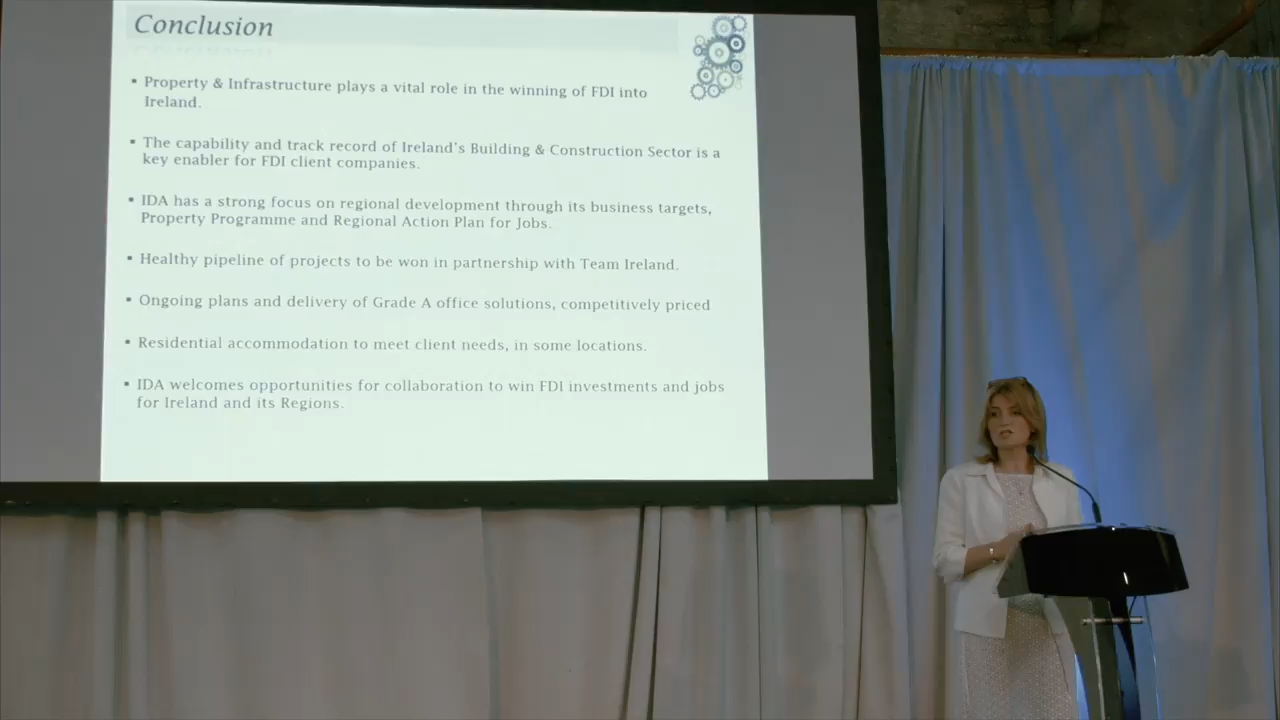 Conclusion
▪ Property & Infrastructure plays a vital role in the winning of FDI into
Ireland.
▪ The capability and track record of Ireland's Building & Construction Sector is a
key enabler for FDI client companies.
▪ IDA has a strong focus on regional development through its business targets,
Property Programme and Regional Action Plan for Jobs.
▪ Healthy pipeline of projects to be won in partnership with Team Ireland.
▪ Ongoing plans and delivery of Grade A office solutions, competitively priced
▪ Residential accommodation to meet client needs, in some locations.
▪ IDA welcomes opportunities for collaboration to win FDI investments and jobs
for Ireland and its Regions.